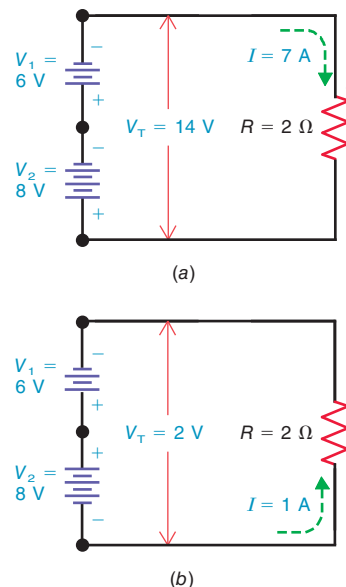 −
V1 =
6 V
+
I = 7 A
VT = 14 V
R = 2 Ω
−
V2 =
8 V
+
(a)
−
V1 =
6 V
+
VT = 2 V
R = 2 Ω
+
V2 =
8 V
−
I = 1 A
(b)